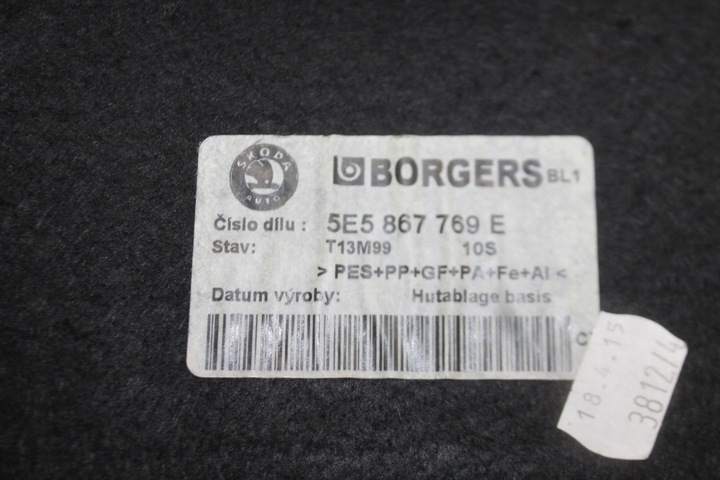 ŠKODA
AUTO
BORGERS BL1
Číslo dílu : 5E5 867 769 E
Stav: T13M99 10S
> PES+PP+GF+PA+Fe+Al <
Datum výroby: Hutablage basis
18.4.15
3812/4